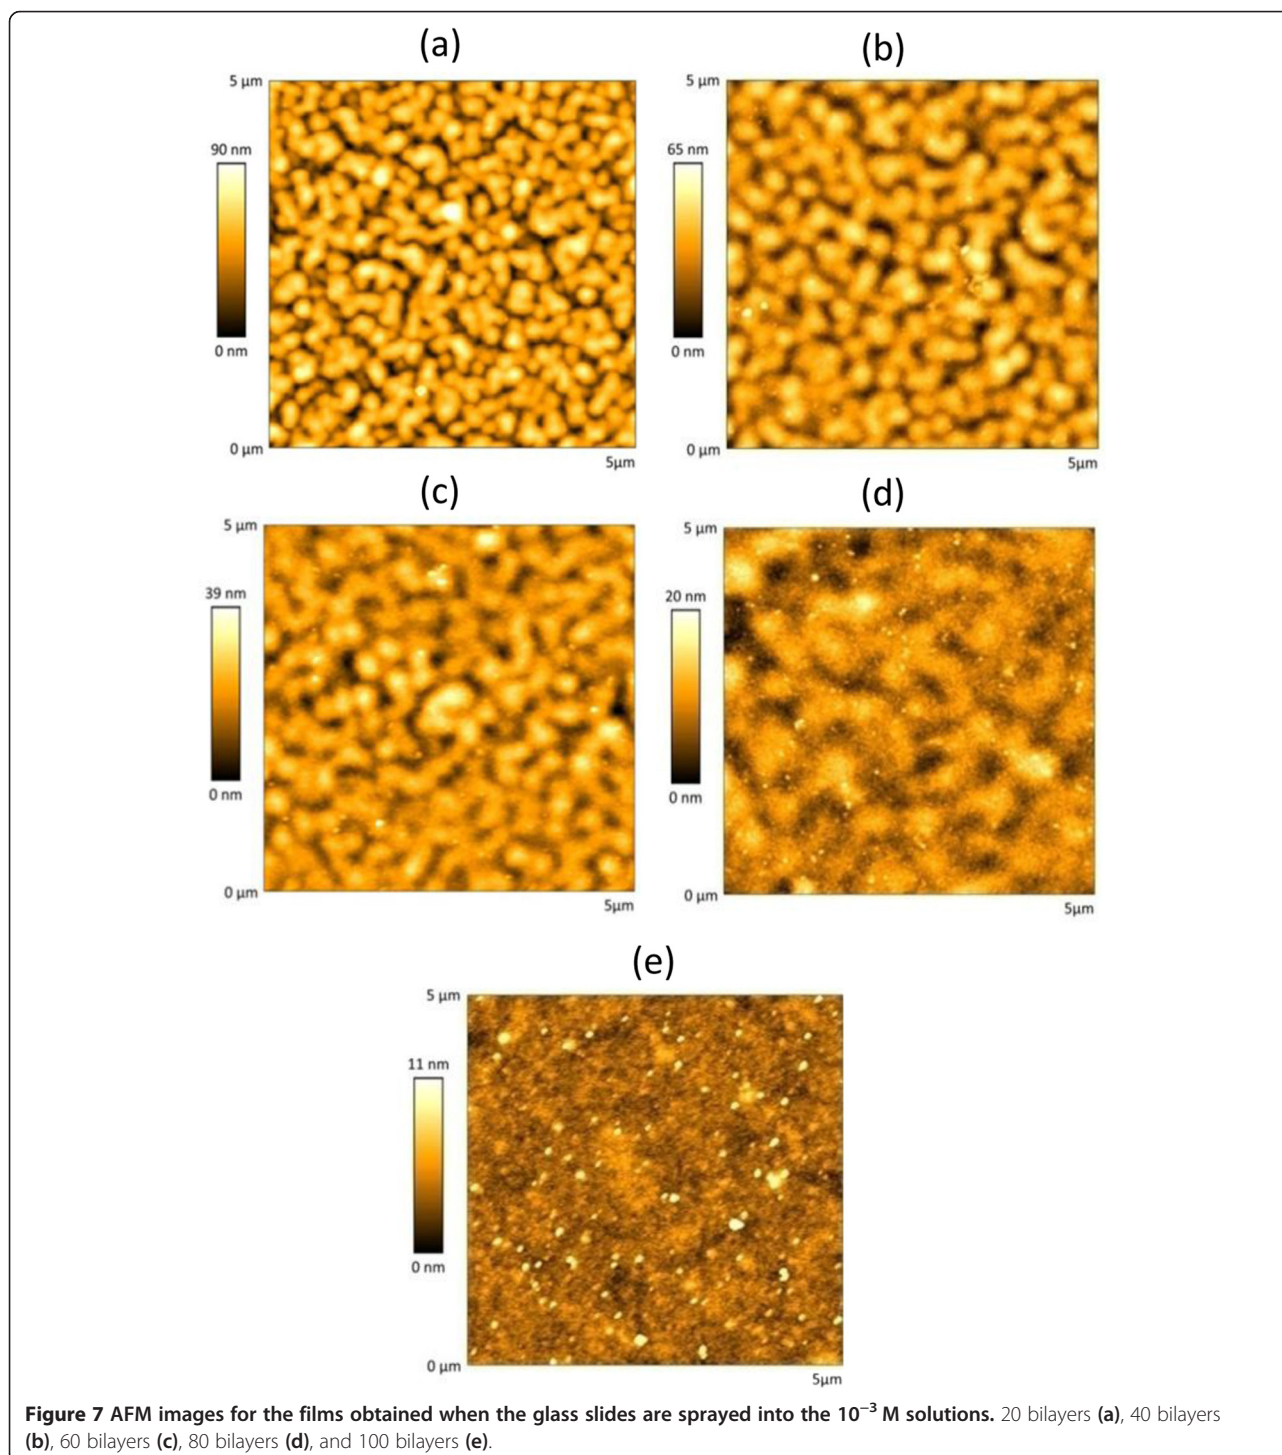 (a)
(b)
5 µm
5 µm
90 nm
65 nm
0 nm
0 nm
0 µm
0 µm
5µm
5µm
(c)
(d)
5 µm
5 µm
39 nm
20 nm
0 nm
0 nm
0 µm
0 µm
5µm
5µm
(e)
5 µm
11 nm
0 nm
0 µm
5µm
Figure 7 AFM images for the films obtained when the glass slides are sprayed into the 10⁻³ M solutions. 20 bilayers (a), 40 bilayers
(b), 60 bilayers (c), 80 bilayers (d), and 100 bilayers (e).